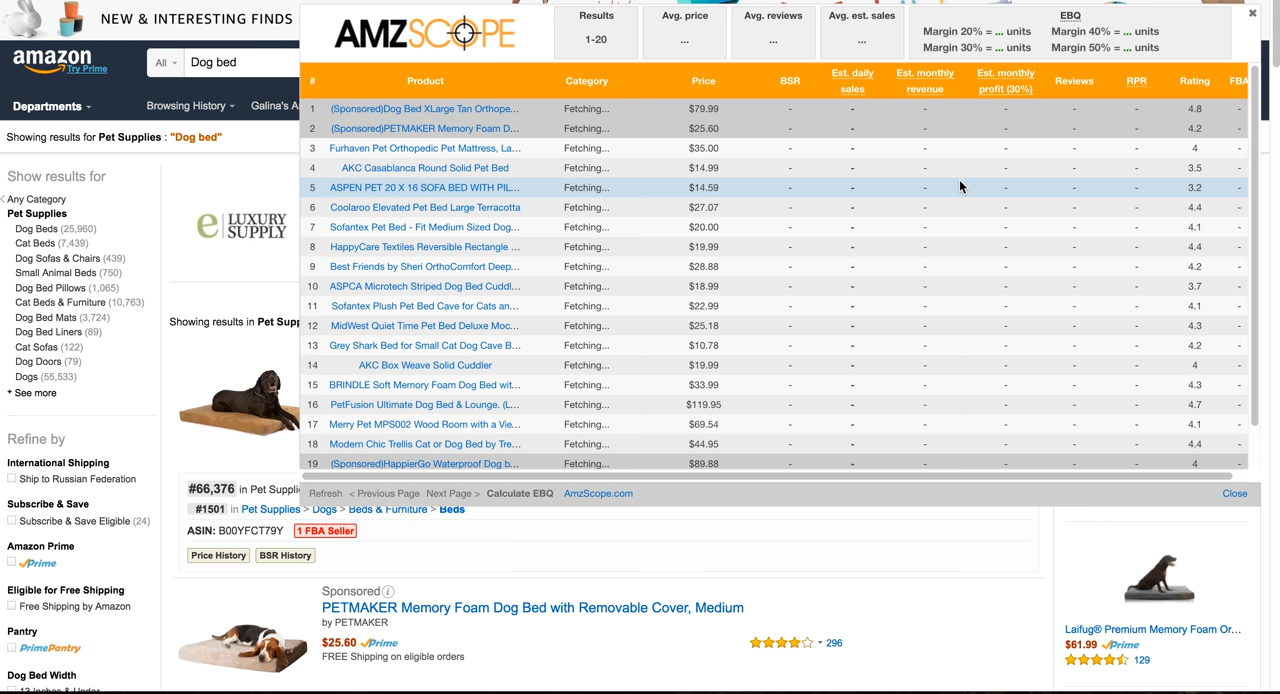 NEW & INTERESTING FINDS
amazon
Try Prime
All
Dog bed
Departments
Browsing History
Galina's A
Showing results for Pet Supplies : "Dog bed"
Show results for
Any Category
Pet Supplies
Dog Beds (25,960)
Cat Beds (7,439)
Dog Sofas & Chairs (439)
Small Animal Beds (750)
Dog Bed Pillows (1,065)
Cat Beds & Furniture (10,763)
Dog Bed Mats (3,724)
Dog Bed Liners (89)
Cat Sofas (122)
Dog Doors (79)
Dogs (55,533)
+ See more
Refine by
International Shipping
Ship to Russian Federation
Subscribe & Save
Subscribe & Save Eligible (24)
Amazon Prime
Prime
Eligible for Free Shipping
Free Shipping by Amazon
Pantry
PrimePantry
Dog Bed Width
12 Inches & Under
e LUXURY SUPPLY
Showing results in Pet Supp
AMZSCOPE
Results
1-20
Avg. price
...
Avg. reviews
...
Avg. est. sales
...
EBQ
Margin 20% = ... units Margin 40% = ... units
Margin 30% = ... units Margin 50% = ... units
# Product Category Price BSR Est. daily sales Est. monthly revenue Est. monthly profit (30%) Reviews RPR Rating FBA
1 (Sponsored)Dog Bed XLarge Tan Orthope... Fetching... $79.99 - - - - - - 4.8 -
2 (Sponsored)PETMAKER Memory Foam D... Fetching... $25.60 - - - - - - 4.2 -
3 Furhaven Pet Orthopedic Pet Mattress, La... Fetching... $35.00 - - - - - - 4 -
4 AKC Casablanca Round Solid Pet Bed Fetching... $14.99 - - - - - - 3.5 -
5 ASPEN PET 20 X 16 SOFA BED WITH PIL... Fetching... $14.59 - - - - - - 3.2 -
6 Coolaroo Elevated Pet Bed Large Terracotta Fetching... $27.07 - - - - - - 4.4 -
7 Sofantex Pet Bed - Fit Medium Sized Dog... Fetching... $20.00 - - - - - - 4.1 -
8 HappyCare Textiles Reversible Rectangle ... Fetching... $19.99 - - - - - - 4.4 -
9 Best Friends by Sheri OrthoComfort Deep... Fetching... $28.88 - - - - - - 4.2 -
10 ASPCA Microtech Striped Dog Bed Cuddl... Fetching... $18.99 - - - - - - 3.7 -
11 Sofantex Plush Pet Bed Cave for Cats an... Fetching... $22.99 - - - - - - 4.1 -
12 MidWest Quiet Time Pet Bed Deluxe Moc... Fetching... $25.18 - - - - - - 4.3 -
13 Grey Shark Bed for Small Cat Dog Cave B... Fetching... $10.78 - - - - - - 4.2 -
14 AKC Box Weave Solid Cuddler Fetching... $19.99 - - - - - - 4 -
15 BRINDLE Soft Memory Foam Dog Bed wit... Fetching... $33.99 - - - - - - 4.3 -
16 PetFusion Ultimate Dog Bed & Lounge. (L... Fetching... $119.95 - - - - - - 4.7 -
17 Merry Pet MPS002 Wood Room with a Vie... Fetching... $69.54 - - - - - - 4.1 -
18 Modern Chic Trellis Cat or Dog Bed by Tre... Fetching... $44.95 - - - - - - 4.4 -
19 (Sponsored)HappierGo Waterproof Dog b... Fetching... $89.88 - - - - - - 4 -
Refresh < Previous Page Next Page > Calculate EBQ AmzScope.com Close
#66,376 in Pet Supplie
#1501 in Pet Supplies > Dogs > Beds & Furniture > Beds
ASIN: B00YFCT79Y 1 FBA Seller
Price History BSR History
Sponsored
PETMAKER Memory Foam Dog Bed with Removable Cover, Medium
by PETMAKER
$25.60 Prime
296
FREE Shipping on eligible orders
Laifug® Premium Memory Foam Or...
$61.99 Prime
129